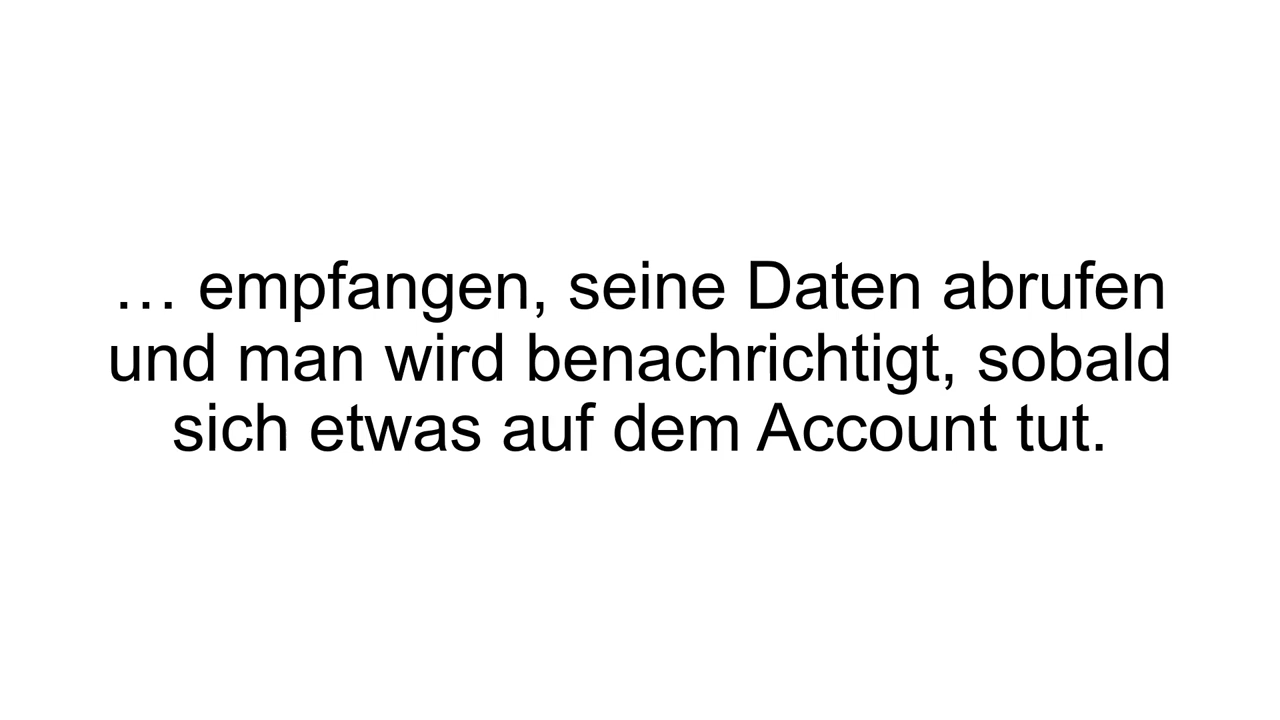 … empfangen, seine Daten abrufen
und man wird benachrichtigt, sobald
sich etwas auf dem Account tut.